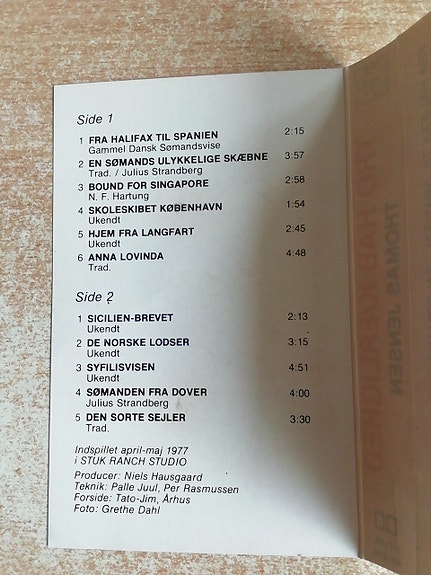 Side 1
1 FRA HALIFAX TIL SPANIEN 2:15
Gammel Dansk Sømandsvise
2 EN SØMANDS ULYKKELIGE SKÆBNE 3:57
Trad. / Julius Strandberg
3 BOUND FOR SINGAPORE 2:58
N. F. Hartung
4 SKOLESKIBET KØBENHAVN 1:54
Ukendt
5 HJEM FRA LANGFART 2:45
Ukendt
6 ANNA LOVINDA 4:48
Trad.
Side 2
1 SICILIEN-BREVET 2:13
Ukendt
2 DE NORSKE LODSER 3:15
Ukendt
3 SYFILISVISEN 4:51
Ukendt
4 SØMANDEN FRA DOVER 4:00
Julius Strandberg
5 DEN SORTE SEJLER 3:30
Trad.
Indspillet april-maj 1977
i STUK RANCH STUDIO
Producer: Niels Hausgaard
Teknik: Palle Juul, Per Rasmussen
Forside: Tato-Jim, Århus
Foto: Grethe Dahl
THOMAS JENSEN